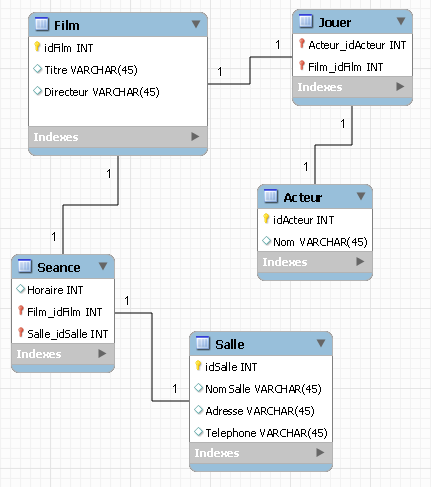 Film
idFilm INT
Titre VARCHAR(45)
Directeur VARCHAR(45)
Indexes
1
1
Jouer
Acteur_idActeur INT
Film_idFilm INT
Indexes
1
1
Acteur
idActeur INT
Nom VARCHAR(45)
Indexes
1
1
Seance
Horaire INT
Film_idFilm INT
Salle_idSalle INT
Indexes
1
1
Salle
idSalle INT
Nom Salle VARCHAR(45)
Adresse VARCHAR(45)
Telephone VARCHAR(45)
Indexes